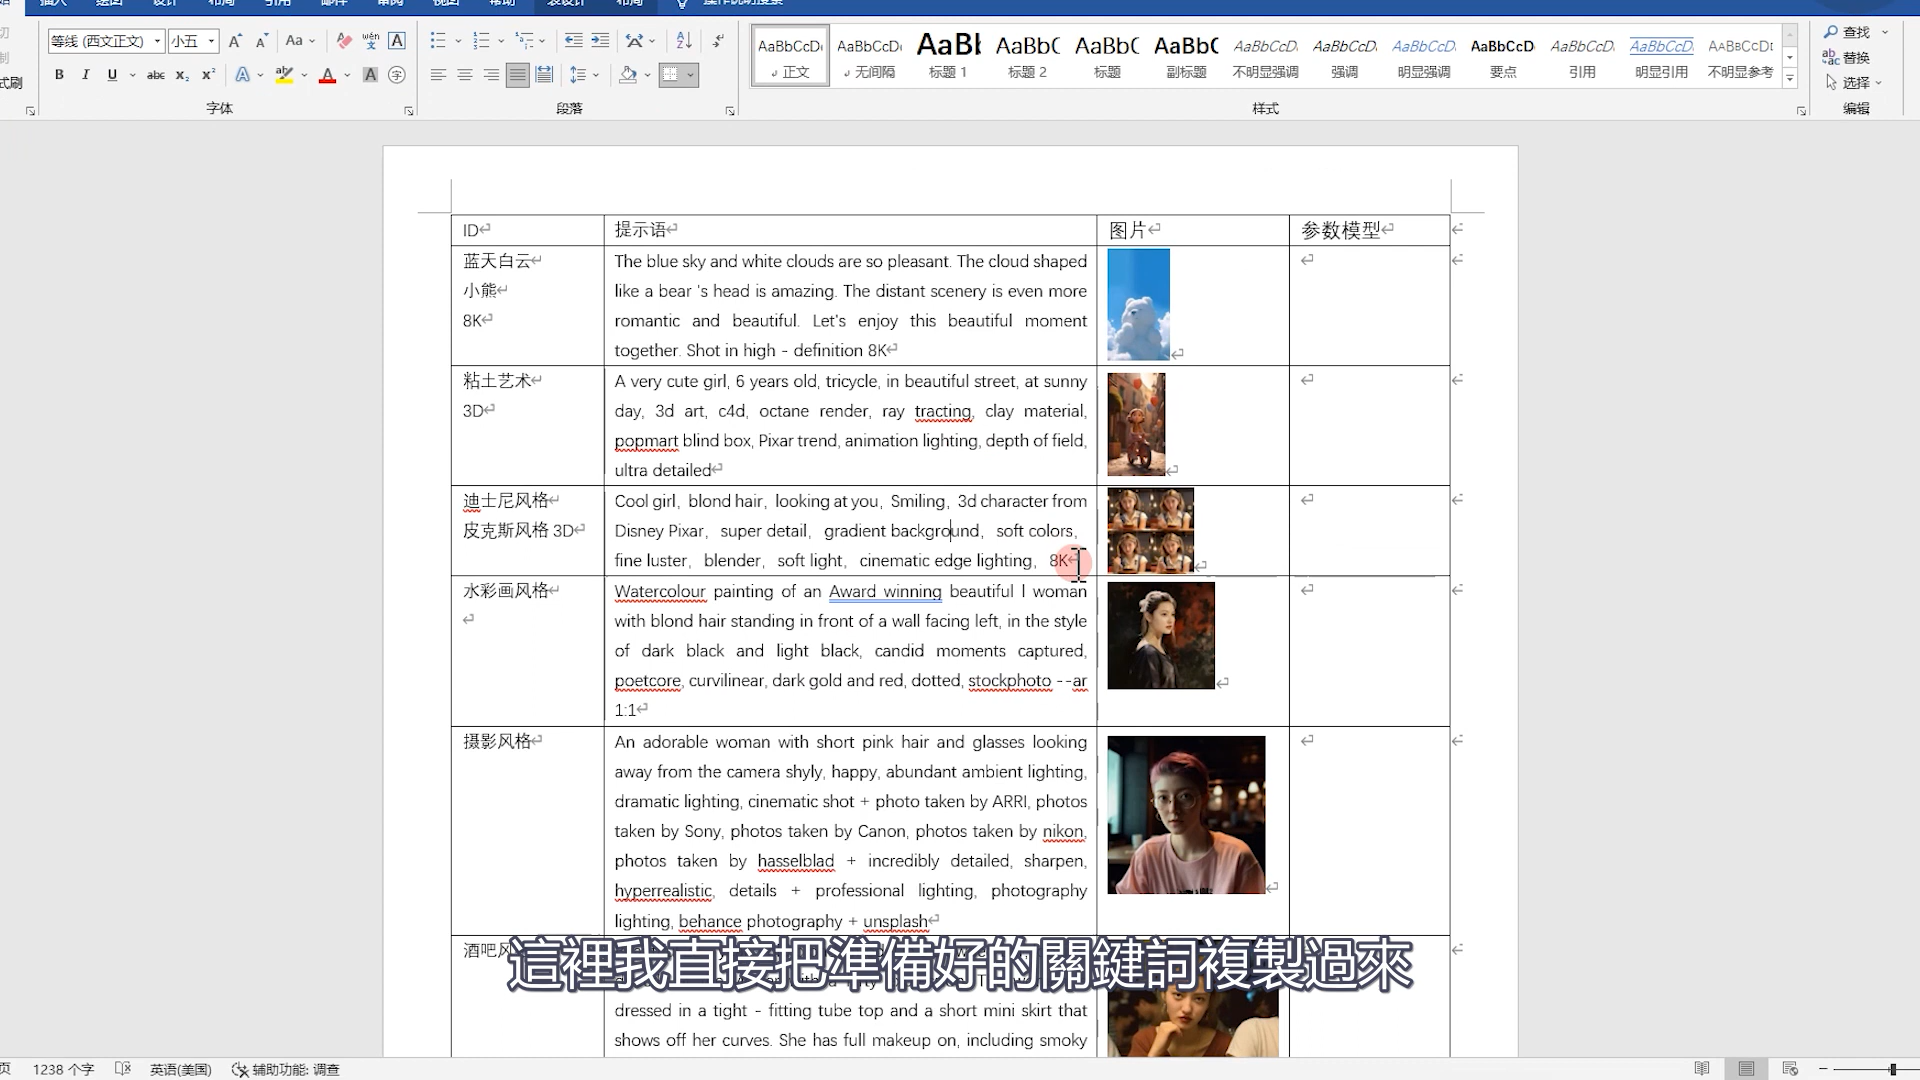 等线 (西文正文)
小五
Aa
wén
文
A
B I U abc x₂ x² A A A 字
字体
段落
AaBbCcDı AaBbCcDı AaBl AaBbC AaBbC AaBbC AaBbCcDı AaBbCcDı AaBbCcDı AaBbCcD AaBbCcDı AaBbCcDı AABBCCDI
正文 无间隔 标题 1 标题 2 标题 副标题 不明显强调 强调 明显强调 要点 引用 明显引用 不明显参考
样式
查找
替换
选择
编辑
式刷
ID 提示语 图片 参数模型
蓝天白云
小熊
8K
The blue sky and white clouds are so pleasant. The cloud shaped
like a bear 's head is amazing. The distant scenery is even more
romantic and beautiful. Let's enjoy this beautiful moment
together. Shot in high - definition 8K
粘土艺术
3D
A very cute girl, 6 years old, tricycle, in beautiful street, at sunny
day, 3d art, c4d, octane render, ray tracting, clay material,
popmart blind box, Pixar trend, animation lighting, depth of field,
ultra detailed
迪士尼风格
皮克斯风格 3D
Cool girl, blond hair, looking at you, Smiling, 3d character from
Disney Pixar, super detail, gradient background, soft colors,
fine luster, blender, soft light, cinematic edge lighting, 8K
水彩画风格
Watercolour painting of an Award winning beautiful l woman
with blond hair standing in front of a wall facing left, in the style
of dark black and light black, candid moments captured,
poetcore, curvilinear, dark gold and red, dotted, stockphoto --ar
1:1
摄影风格
An adorable woman with short pink hair and glasses looking
away from the camera shyly, happy, abundant ambient lighting,
dramatic lighting, cinematic shot + photo taken by ARRI, photos
taken by Sony, photos taken by Canon, photos taken by nikon,
photos taken by hasselblad + incredibly detailed, sharpen,
hyperrealistic, details + professional lighting, photography
lighting, behance photography + unsplash
酒吧风
這裡我直接把準備好的關鍵詞複製過來
dressed in a tight - fitting tube top and a short mini skirt that
shows off her curves. She has full makeup on, including smoky
页 1238 个字 英语(美国) 辅助功能: 调查